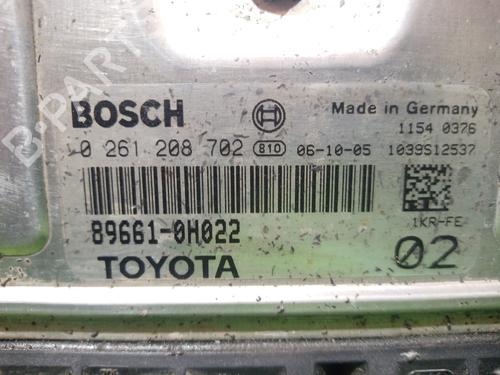 BOSCH
Made in Germany
1154 0376
0 261 208 702 810 06-10-05 1039S12537
89661-0H022
1KR-FE
TOYOTA
02
B-PARTS